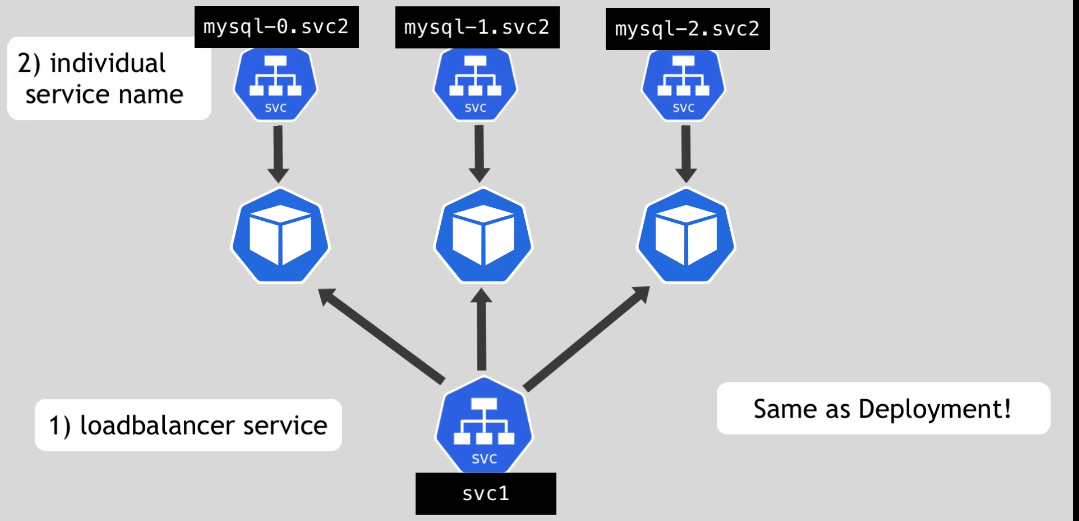 mysql-0.svc2
mysql-1.svc2
mysql-2.svc2
2) individual
service name
svc
svc
svc
1) loadbalancer service
Same as Deployment!
svc
svc1